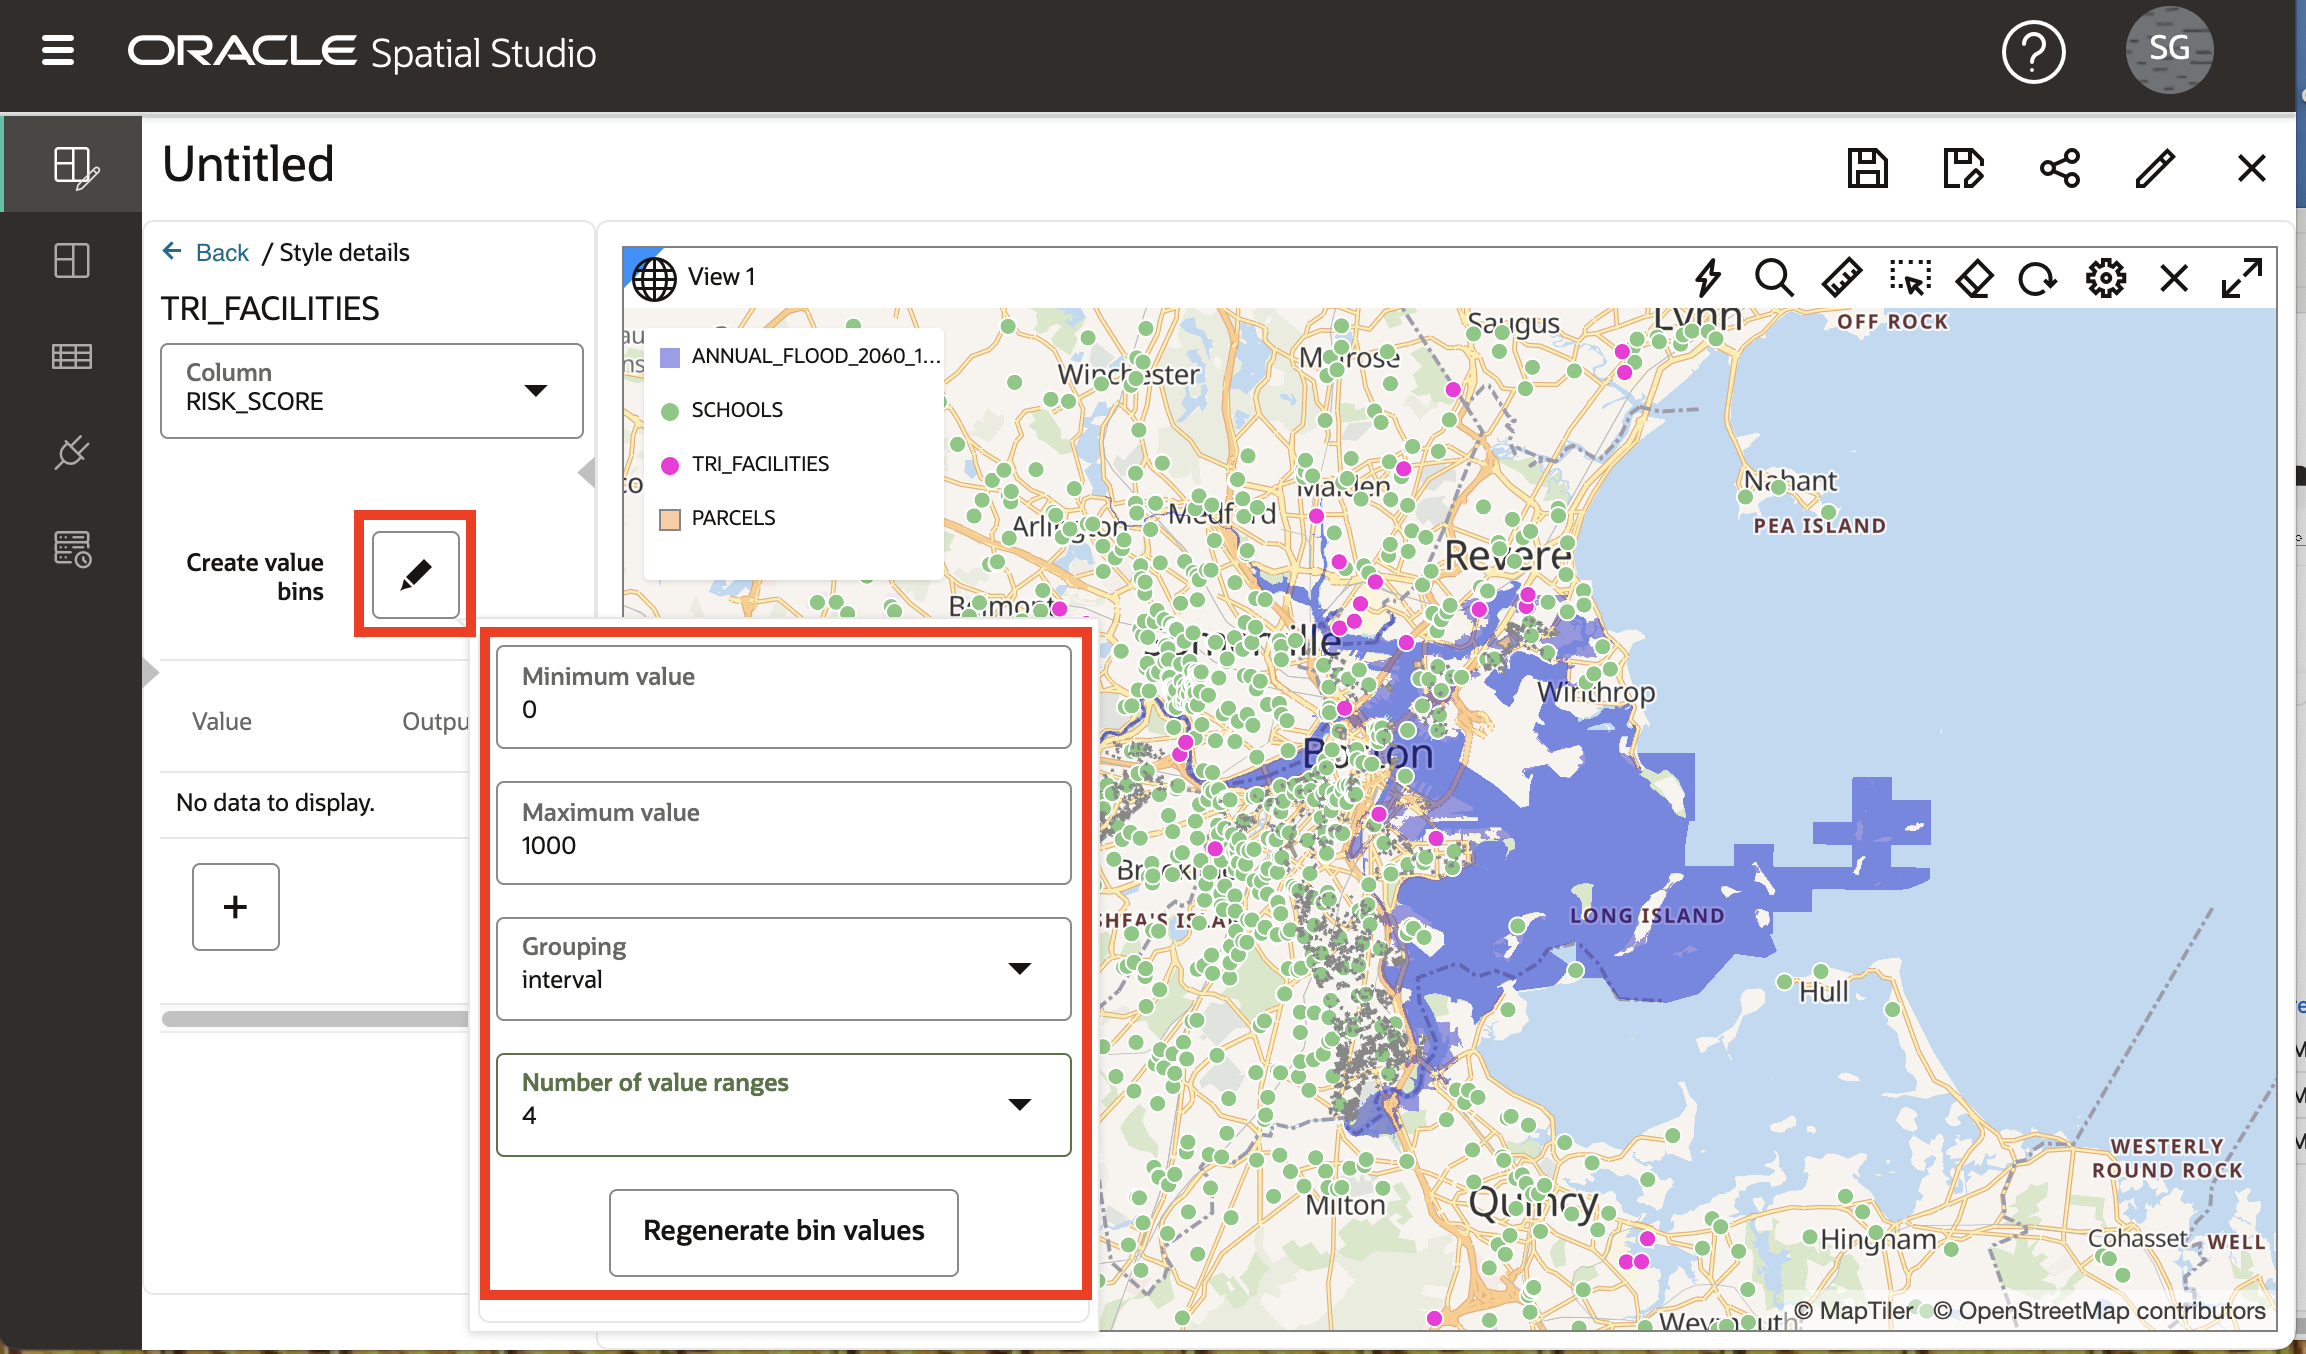 ORACLE Spatial Studio
SG
Untitled
Back / Style details
TRI_FACILITIES
Column
RISK_SCORE
Create value
bins
Value
Outpu
No data to display.
+
Minimum value
0
Maximum value
1000
Grouping
interval
Number of value ranges
4
Regenerate bin values
View 1
ANNUAL_FLOOD_2060_1...
SCHOOLS
TRI_FACILITIES
PARCELS
Saugus
Lynn
OFF ROCK
Melrose
Winchester
Nahant
PEA ISLAND
Malden
Medford
Arlington
Revere
Belmont
Somerville
Winthrop
Boston
LONG ISLAND
SHEA'S ISLA
Hull
WESTERLY
ROUND ROCK
Milton
Quincy
Hingham
Cohasset
WELL
Weymouth
© MapTiler © OpenStreetMap contributors